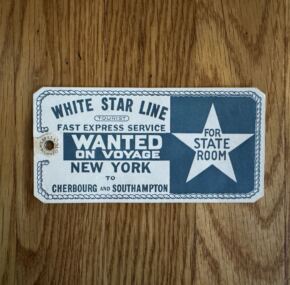 WHITE STAR LINE
TOURIST
FAST EXPRESS SERVICE
WANTED
ON VOYAGE
NEW YORK
TO
CHERBOURG AND SOUTHAMPTON
FOR
STATE
ROOM